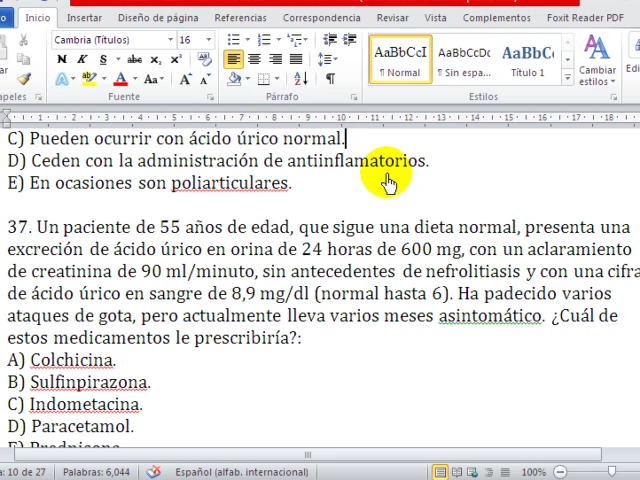 Inicio Insertar Diseño de página Referencias Correspondencia Revisar Vista Complementos Foxit Reader PDF
Cambria (Títulos) 16
AaBbCcI AaBbCcDc AaBbCc
¶ Normal ¶ Sin espa... Título 1
Cambiar
estilos
Fuente Párrafo Estilos
C) Pueden ocurrir con ácido úrico normal.
D) Ceden con la administración de antiinflamatorios.
E) En ocasiones son poliarticulares.
37. Un paciente de 55 años de edad, que sigue una dieta normal, presenta una
excreción de ácido úrico en orina de 24 horas de 600 mg, con un aclaramiento
de creatinina de 90 ml/minuto, sin antecedentes de nefrolitiasis y con una cifra
de ácido úrico en sangre de 8,9 mg/dl (normal hasta 6). Ha padecido varios
ataques de gota, pero actualmente lleva varios meses asintomático. ¿Cuál de
estos medicamentos le prescribiría?:
A) Colchicina.
B) Sulfinpirazona.
C) Indometacina.
D) Paracetamol.
E) Prednisona.
10 de 27 Palabras: 6,044 Español (alfab. internacional) 100%